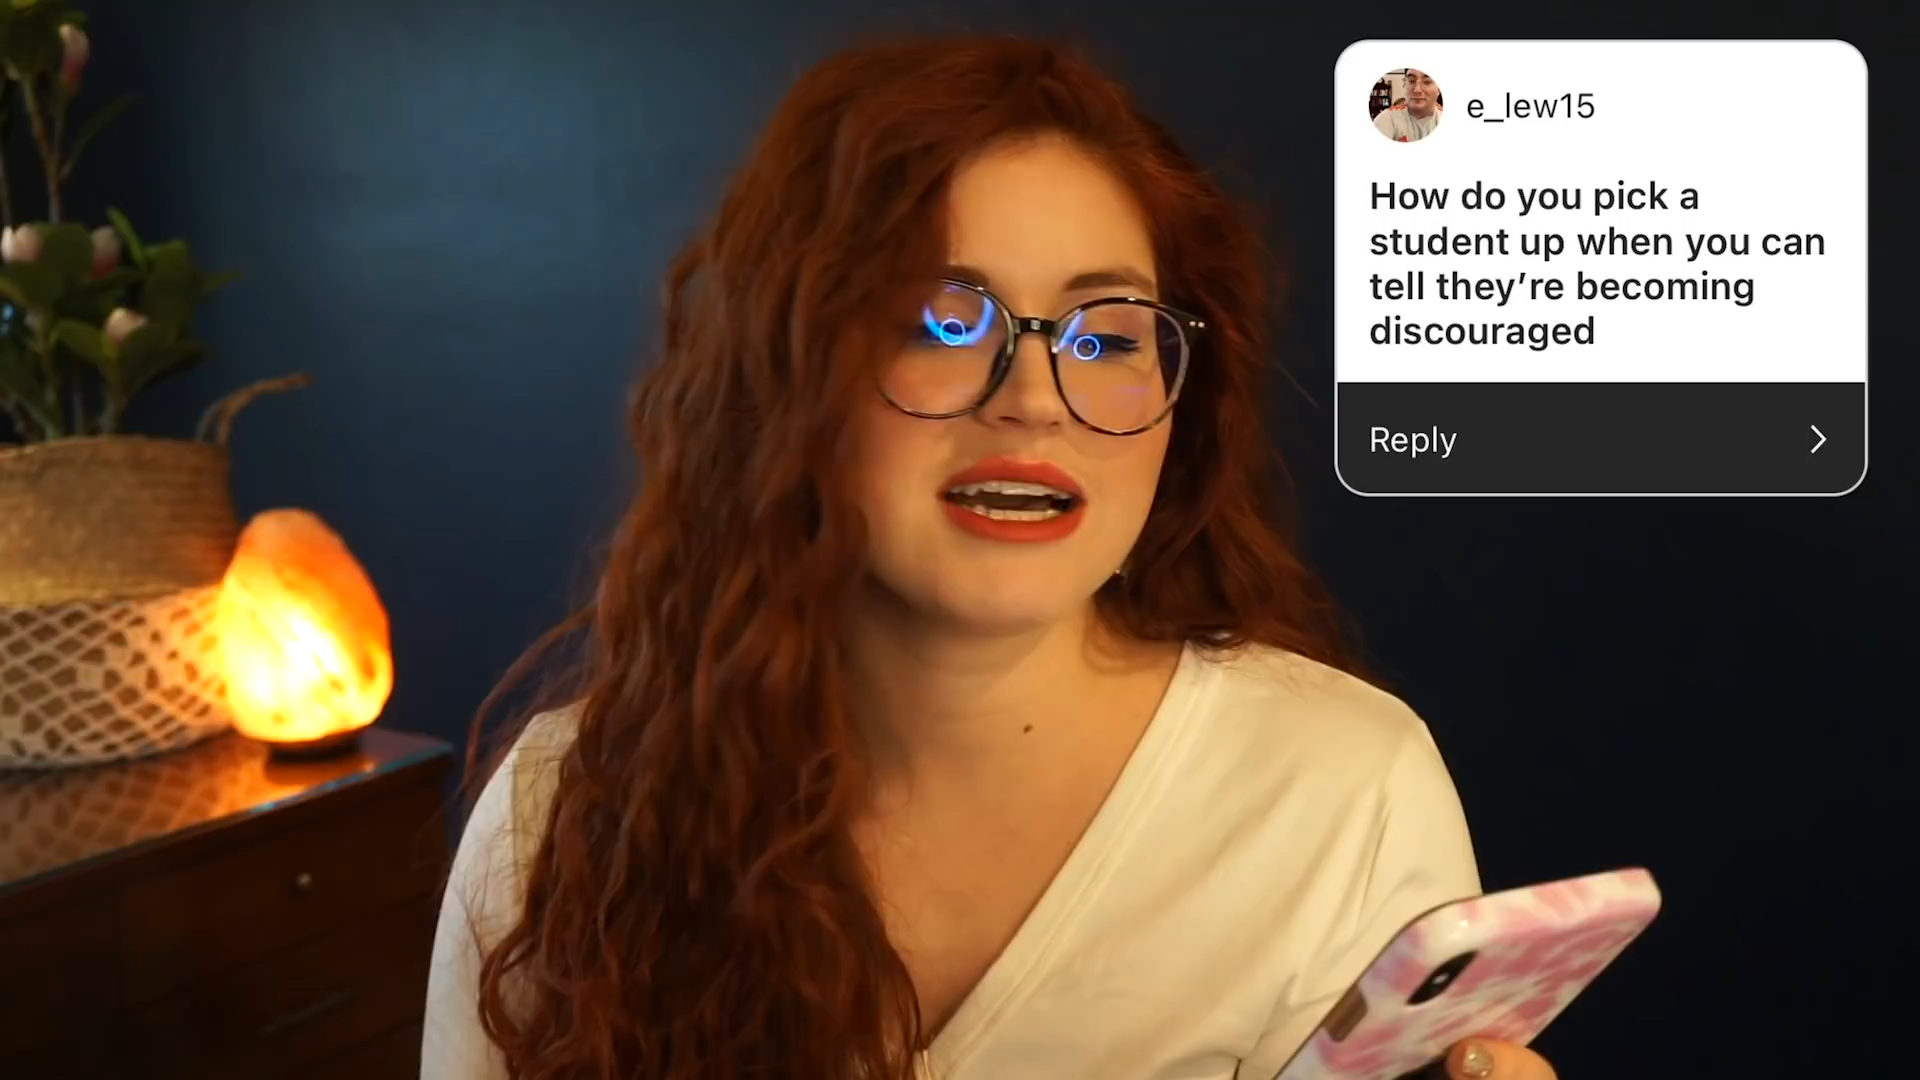 e_lew15
How do you pick a
student up when you can
tell they’re becoming
discouraged
Reply